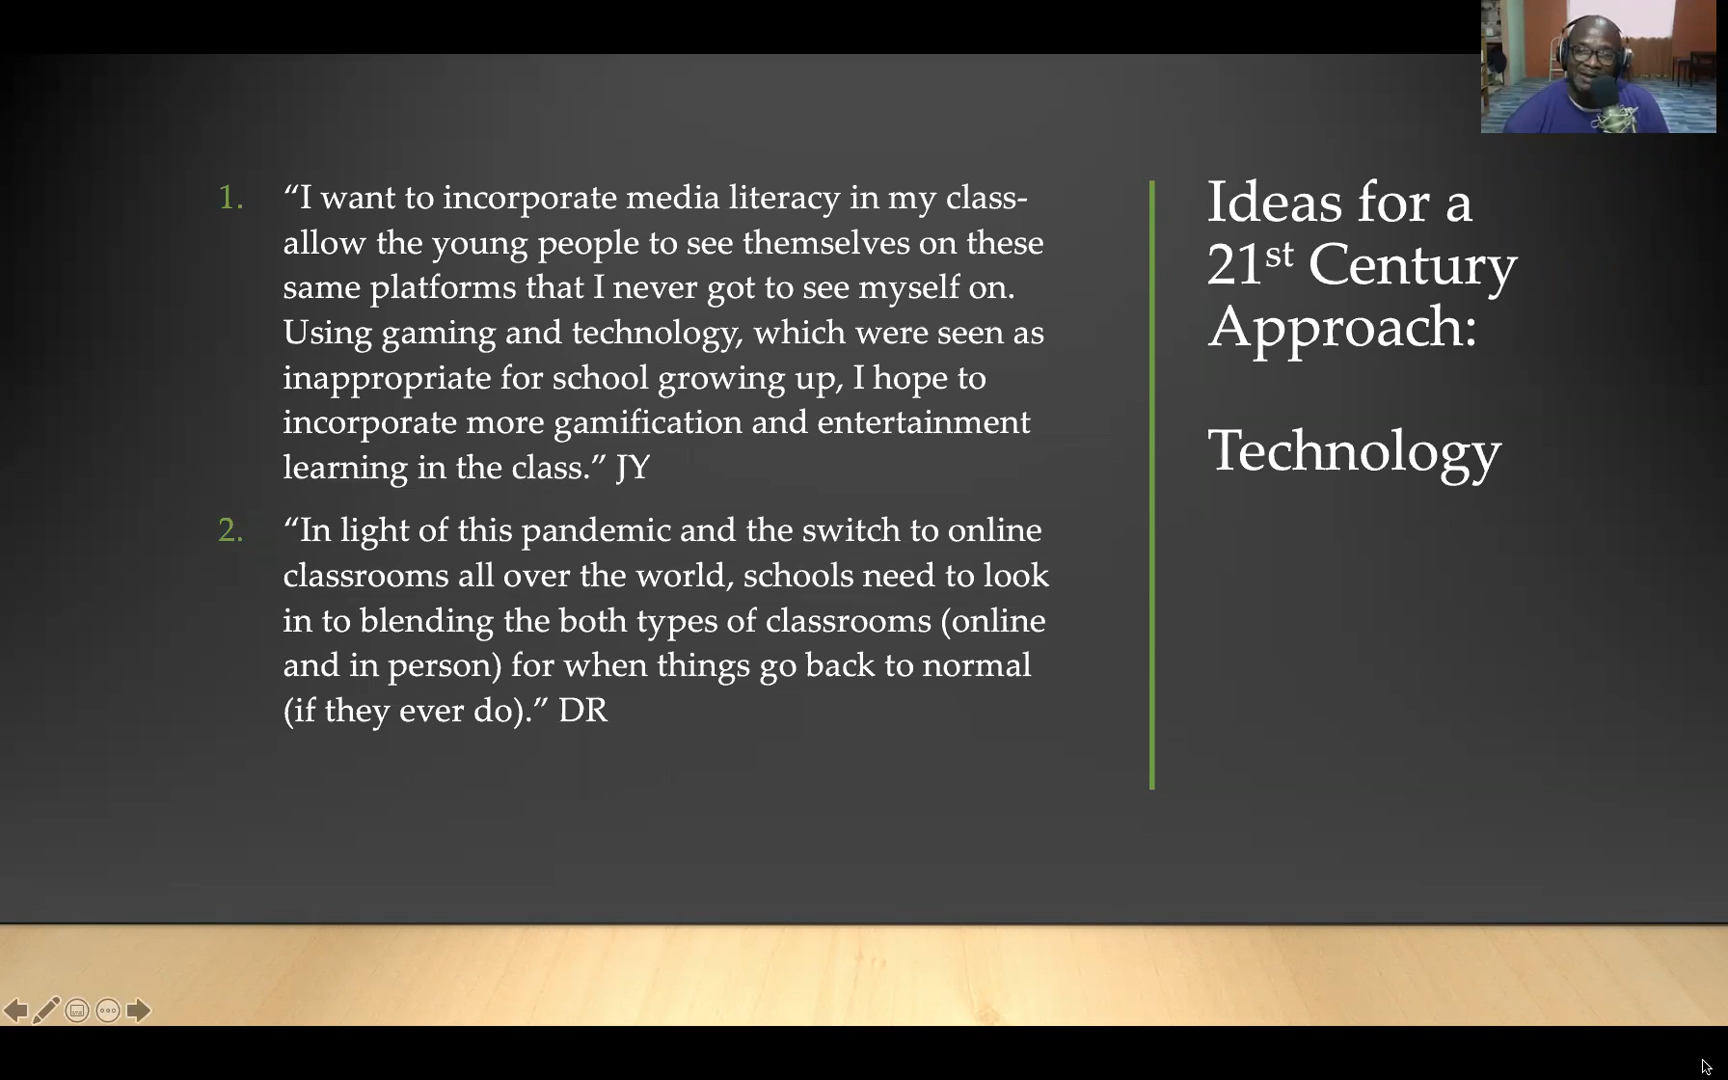 1. “I want to incorporate media literacy in my class-
allow the young people to see themselves on these
same platforms that I never got to see myself on.
Using gaming and technology, which were seen as
inappropriate for school growing up, I hope to
incorporate more gamification and entertainment
learning in the class.” JY
2. “In light of this pandemic and the switch to online
classrooms all over the world, schools need to look
in to blending the both types of classrooms (online
and in person) for when things go back to normal
(if they ever do).” DR
Ideas for a
21st Century
Approach:
Technology